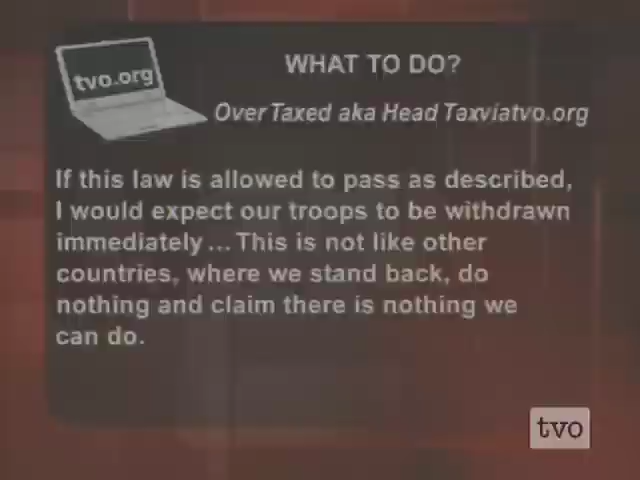 tvo.org
WHAT TO DO?
OverTaxed aka Head Taxviatvo.org
If this law is allowed to pass as described,
I would expect our troops to be withdrawn
immediately... This is not like other
countries, where we stand back, do
nothing and claim there is nothing we
can do.
tvo